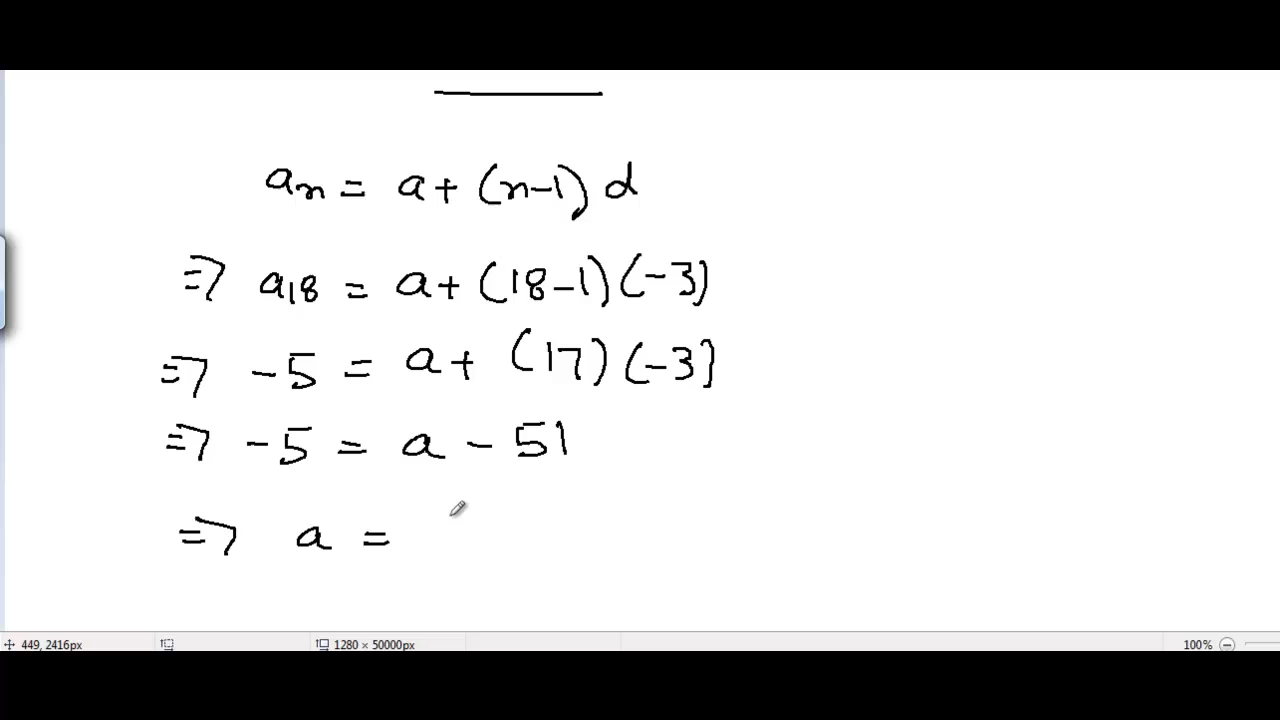 an = a + (n-1) d
=> a18 = a + (18-1)(-3)
=> -5 = a + (17)(-3)
=> -5 = a - 51
=> a =
449, 2416px 1280 × 50000px 100%